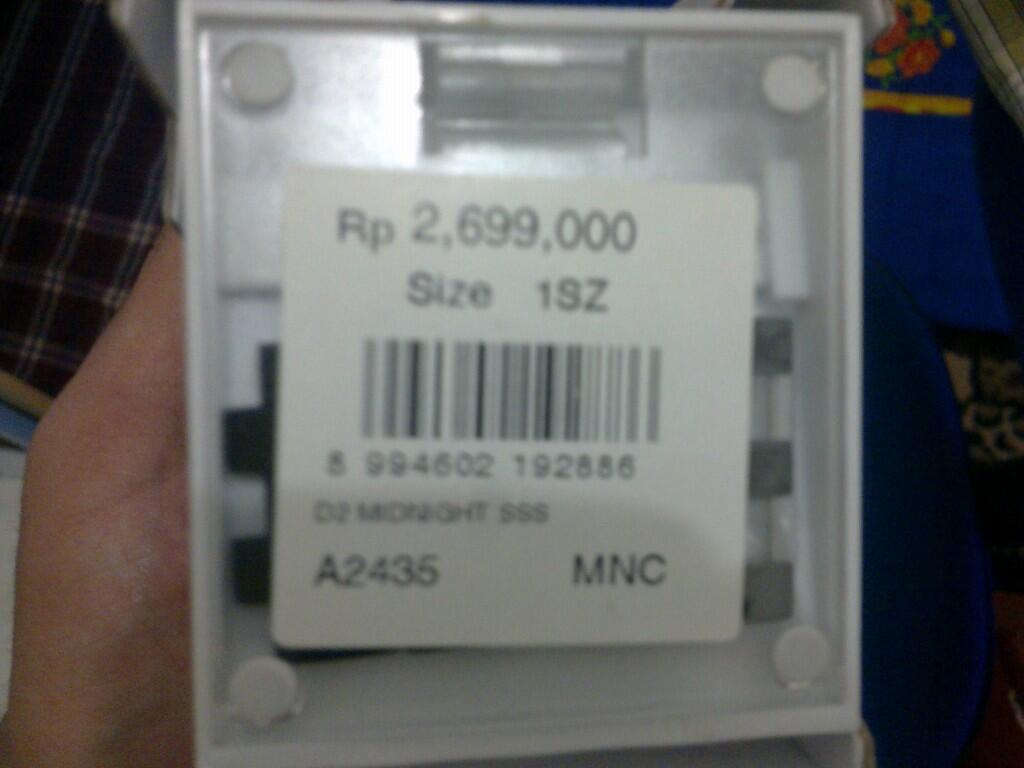 Rp 2,699,000
Size 1SZ
8 994602 192886
D2 MIDNIGHT SSS
A2435 MNC